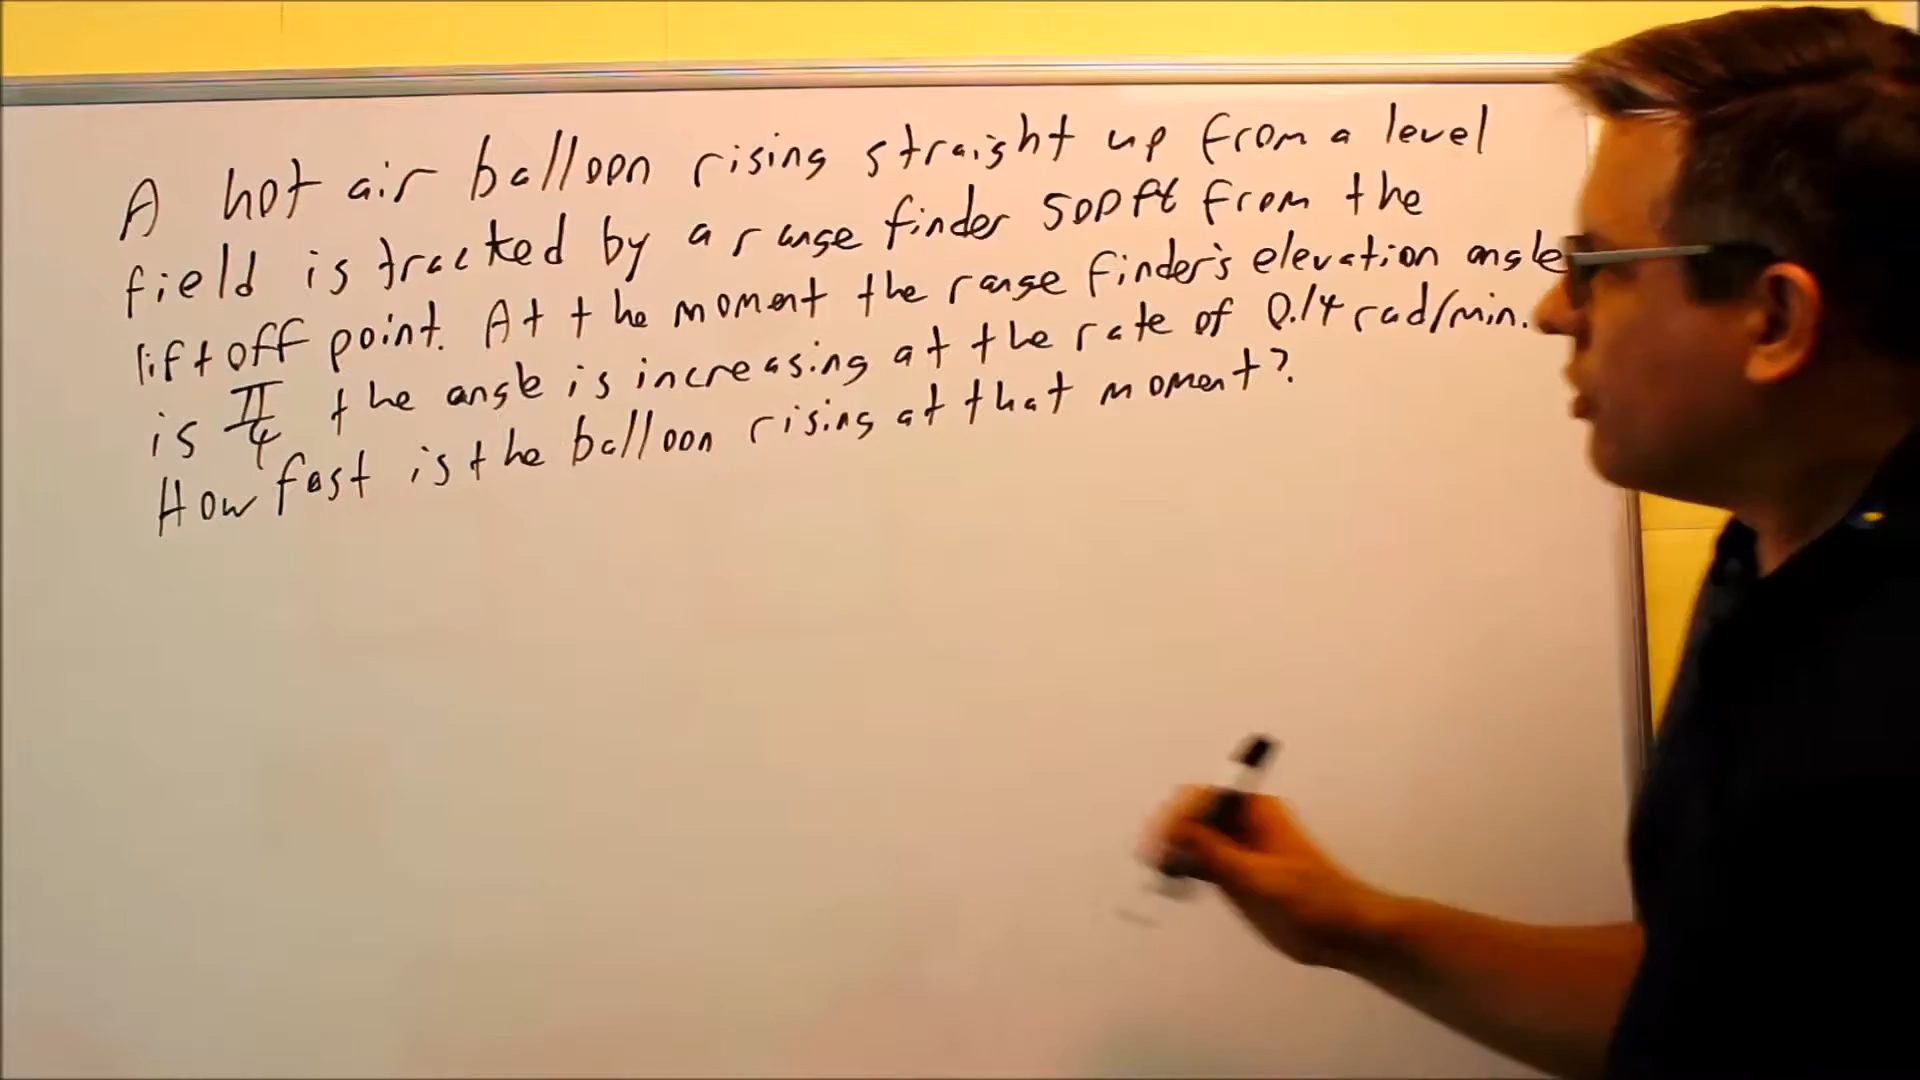 A hot air balloon rising straight up from a level
field is tracked by a range finder 500ft from the
liftoff point. At the moment the range finder's elevation angle
is π/4 the angle is increasing at the rate of 0.14 rad/min.
How fast is the balloon rising at that moment?